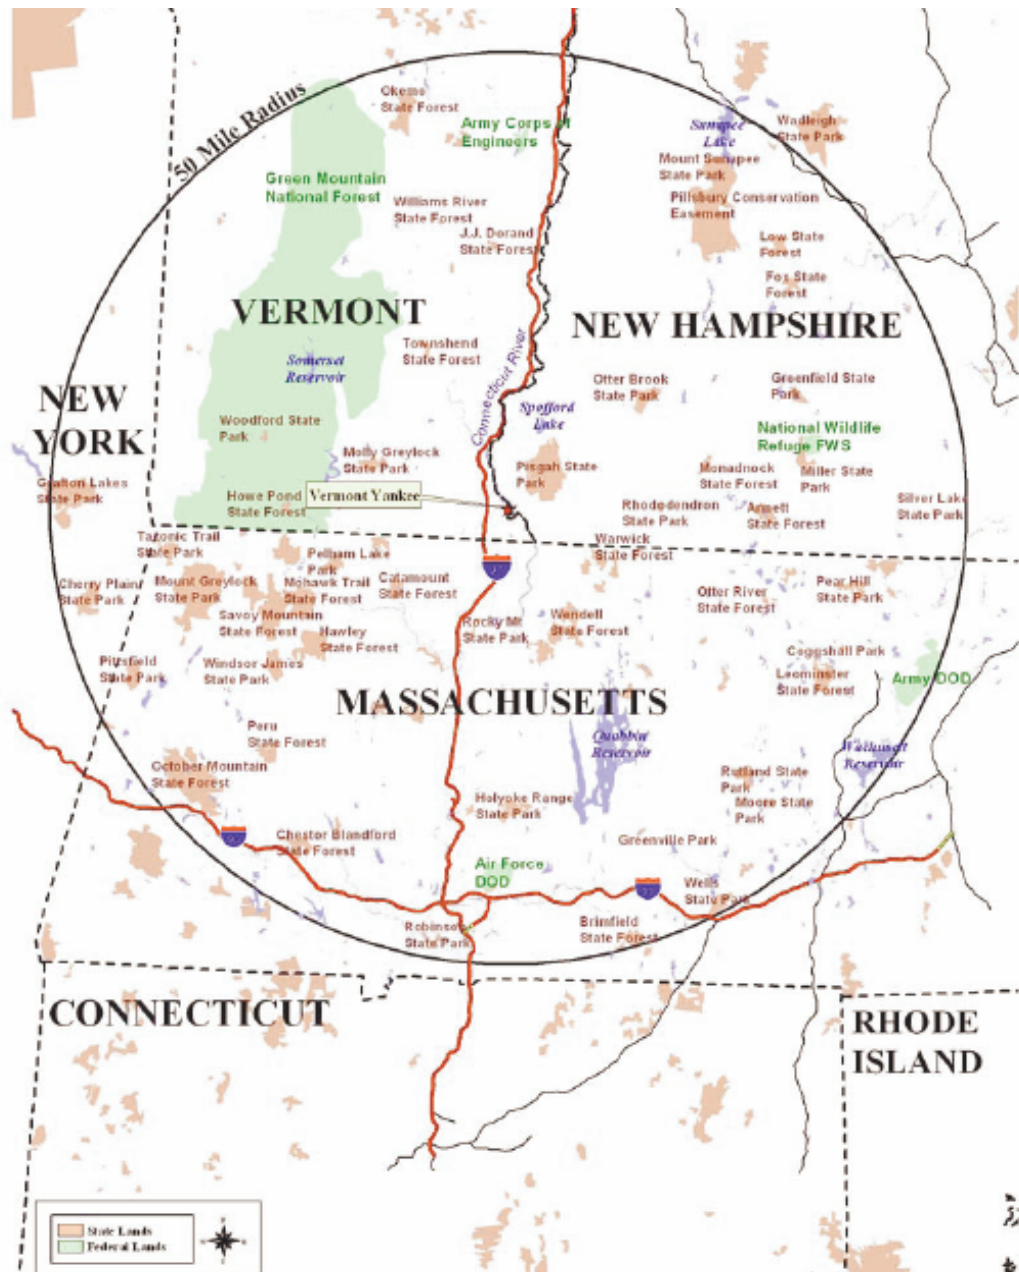 50 Mile Radius
Okemo
State Forest
Army Corps of
Engineers
Sunapee
Lake
Wadleigh
State Park
Mount Sunapee
State Park
Green Mountain
National Forest
Pillsbury Conservation
Easement
Williams River
State Forest
J.J. Dorand
State Forest
Low State
Forest
Fox State
Forest
VERMONT
NEW HAMPSHIRE
Connecticut River
Townshend
State Forest
Somerset
Reservoir
Otter Brook
State Park
Greenfield State
Park
NEW
YORK
Spofford
Lake
Woodford State
Park
National Wildlife
Refuge FWS
Molly Greylock
State Park
Pisgah State
Park
Monadnock
State Forest
Miller State
Park
Grafton Lakes
State Park
Howe Pond
State Forest
Vermont Yankee
Rhododendron
State Park
Annett
State Forest
Silver Lake
State Park
Taconic Trail
State Park
Pelham Lake
Park
Warwick
State Forest
Cherry Plain
State Park
Mount Greylock
State Park
Mohawk Trail
State Forest
Catamount
State Forest
Otter River
State Forest
Pear Hill
State Park
Savoy Mountain
State Forest
Hawley
State Forest
Rocky Mt
State Park
Wendell
State Forest
Pittsfield
State Park
Windsor James
State Park
Coggshall Park
Leominster
State Forest
Army DOD
MASSACHUSETTS
Peru
State Forest
Quabbin
Reservoir
Wachusett
Reservoir
October Mountain
State Forest
Rutland State
Park
Moore State
Park
Holyoke Range
State Park
Chestor Blandford
State Forest
Greenville Park
Air Force
DOD
Wells
State Park
Robinson
State Park
Brimfield
State Forest
CONNECTICUT
RHODE
ISLAND
State Lands
Federal Lands